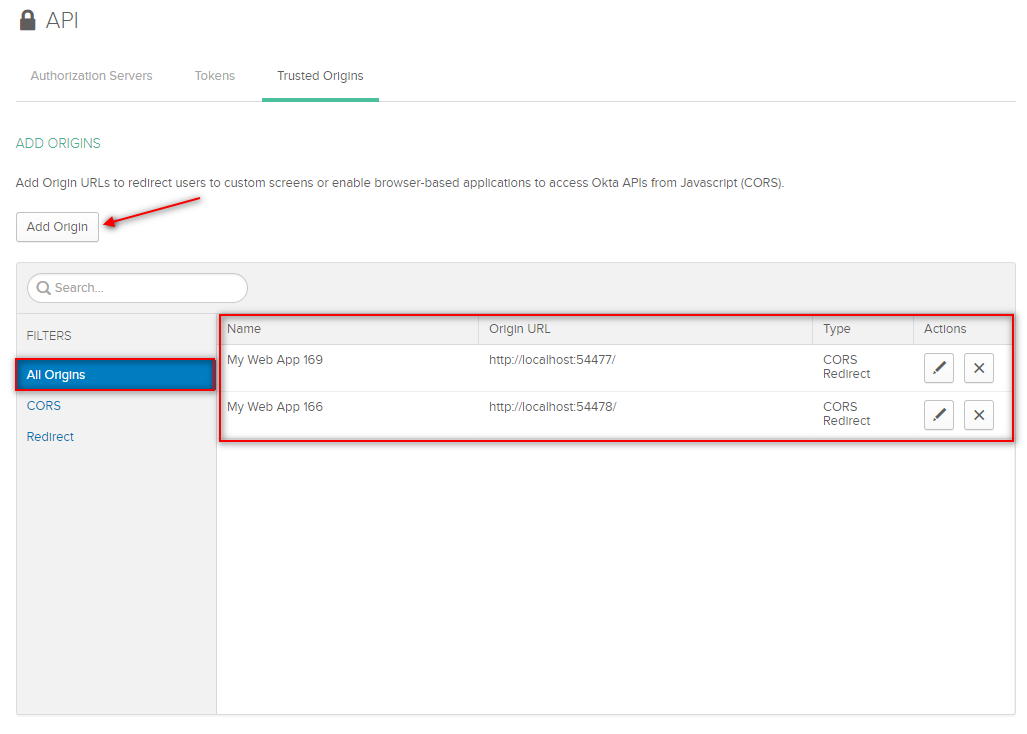 API
Authorization Servers Tokens Trusted Origins
ADD ORIGINS
Add Origin URLs to redirect users to custom screens or enable browser-based applications to access Okta APIs from Javascript (CORS).
Add Origin
Search...
FILTERS
All Origins
CORS
Redirect
Name Origin URL Type Actions
My Web App 169 http://localhost:54477/ CORS
Redirect
My Web App 166 http://localhost:54478/ CORS
Redirect